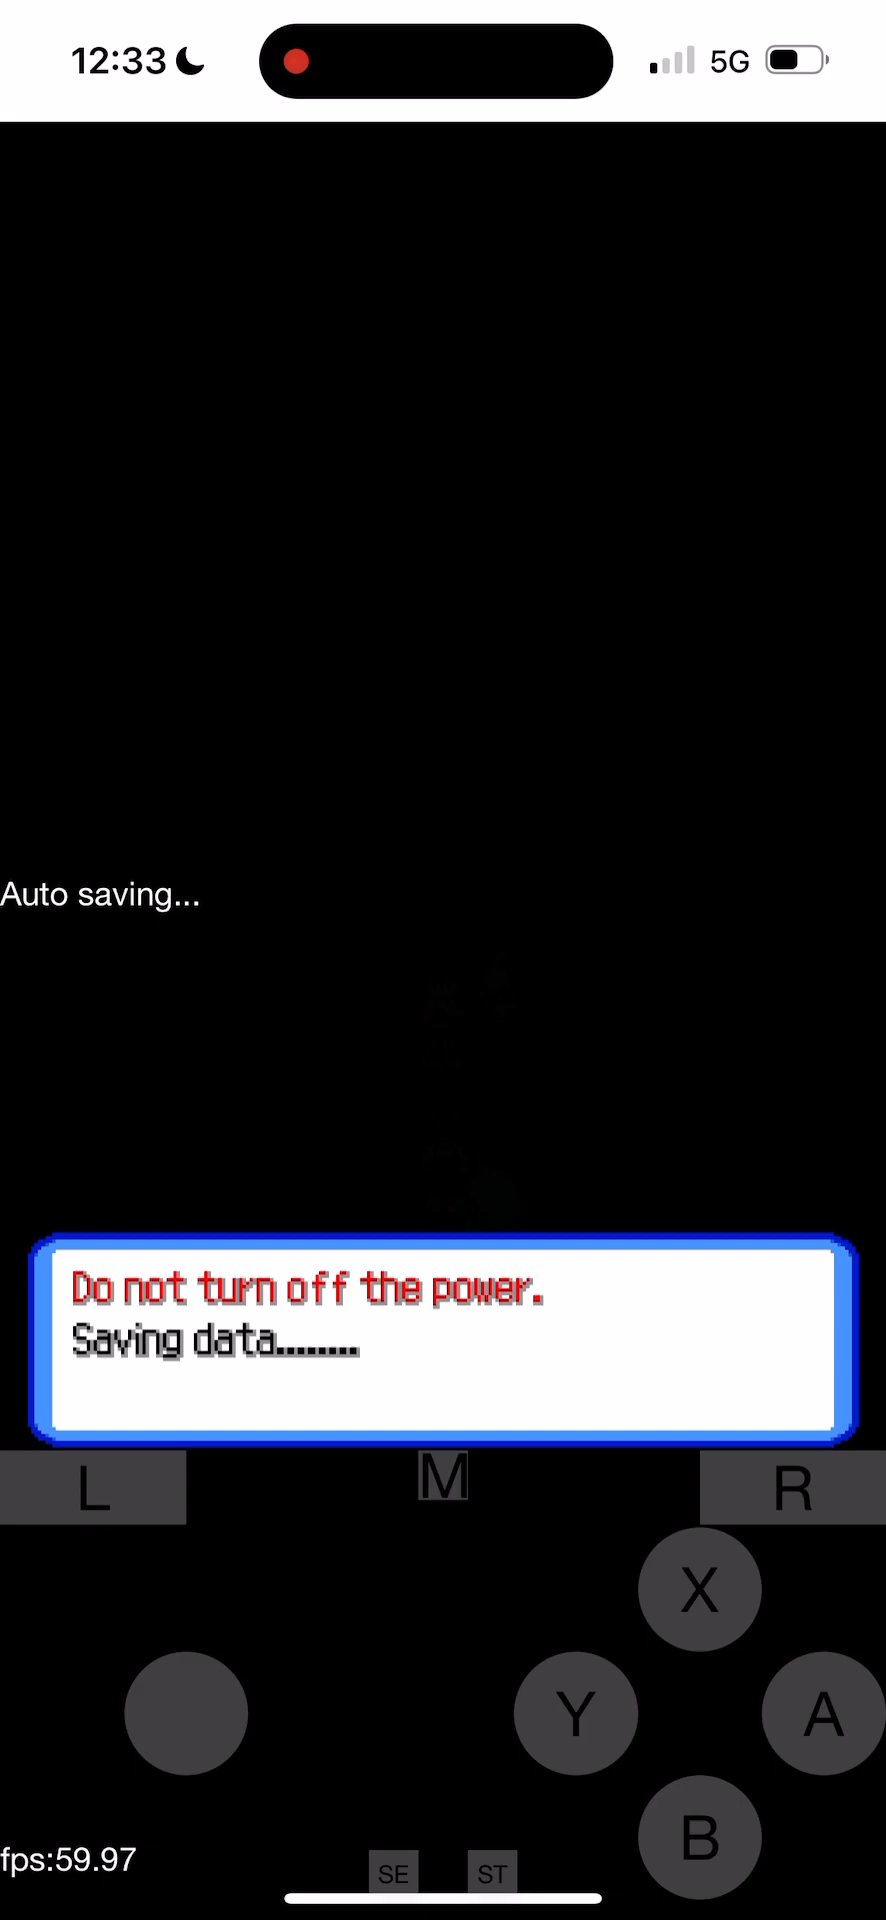 12:33
5G
Auto saving...
Do not turn off the power.
Saving data.........
L
M
R
X
Y
A
B
fps:59.97
SE
ST